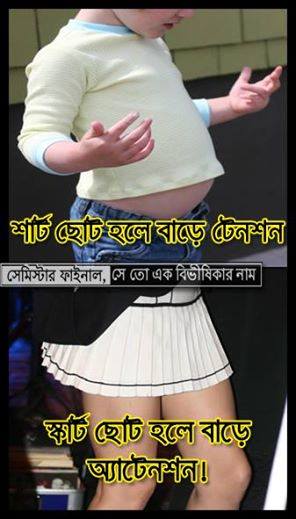 শার্ট ছোট হলে বাড়ে টেনশন
সেমিস্টার ফাইনাল, সে তো এক বিভীষিকার নাম
স্কার্ট ছোট হলে বাড়ে
অ্যাটেনশন!